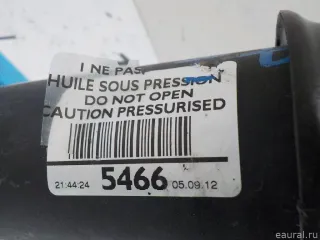 1 NE PAS
HUILE SOUS PRESSION
DO NOT OPEN
CAUTION PRESSURISED
21:44:24 5466 05.09.12
© eaural.ru